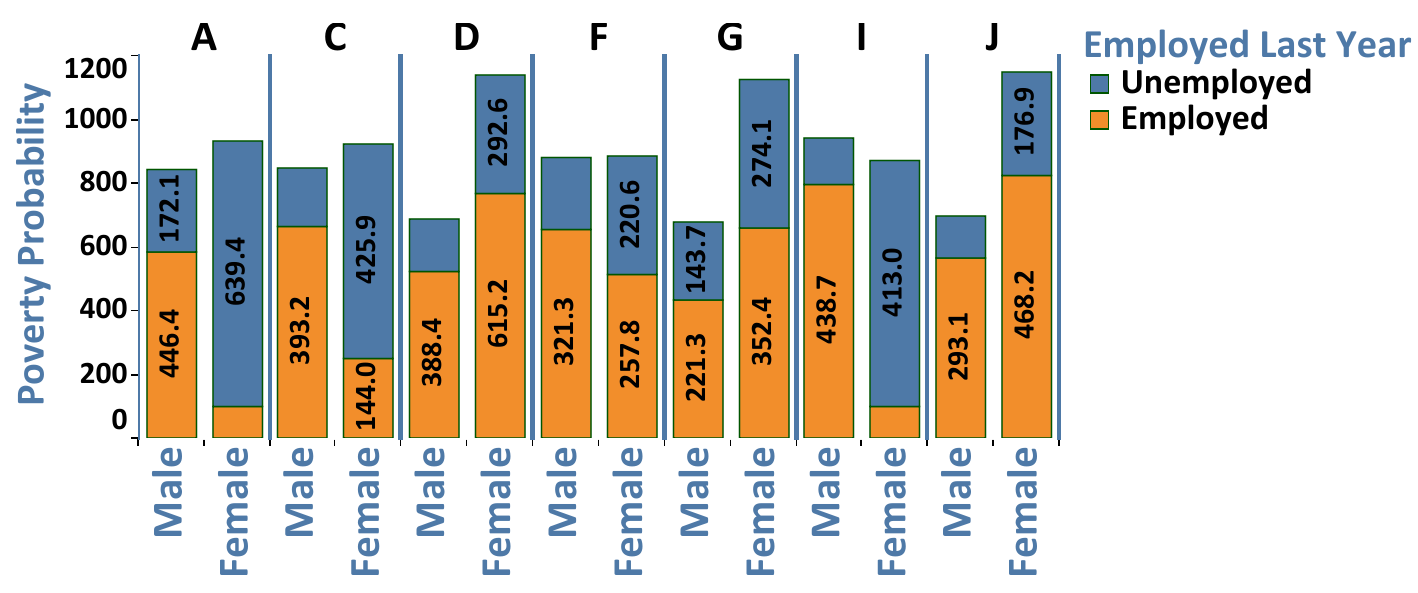 A C D F G I J
Employed Last Year
Unemployed
Employed
Poverty Probability
1200
1000
800
600
400
200
0
172.1
446.4
639.4
393.2
425.9
144.0
388.4
292.6
615.2
321.3
220.6
257.8
143.7
221.3
274.1
352.4
438.7
413.0
293.1
176.9
468.2
Male
Female
Male
Female
Male
Female
Male
Female
Male
Female
Male
Female
Male
Female